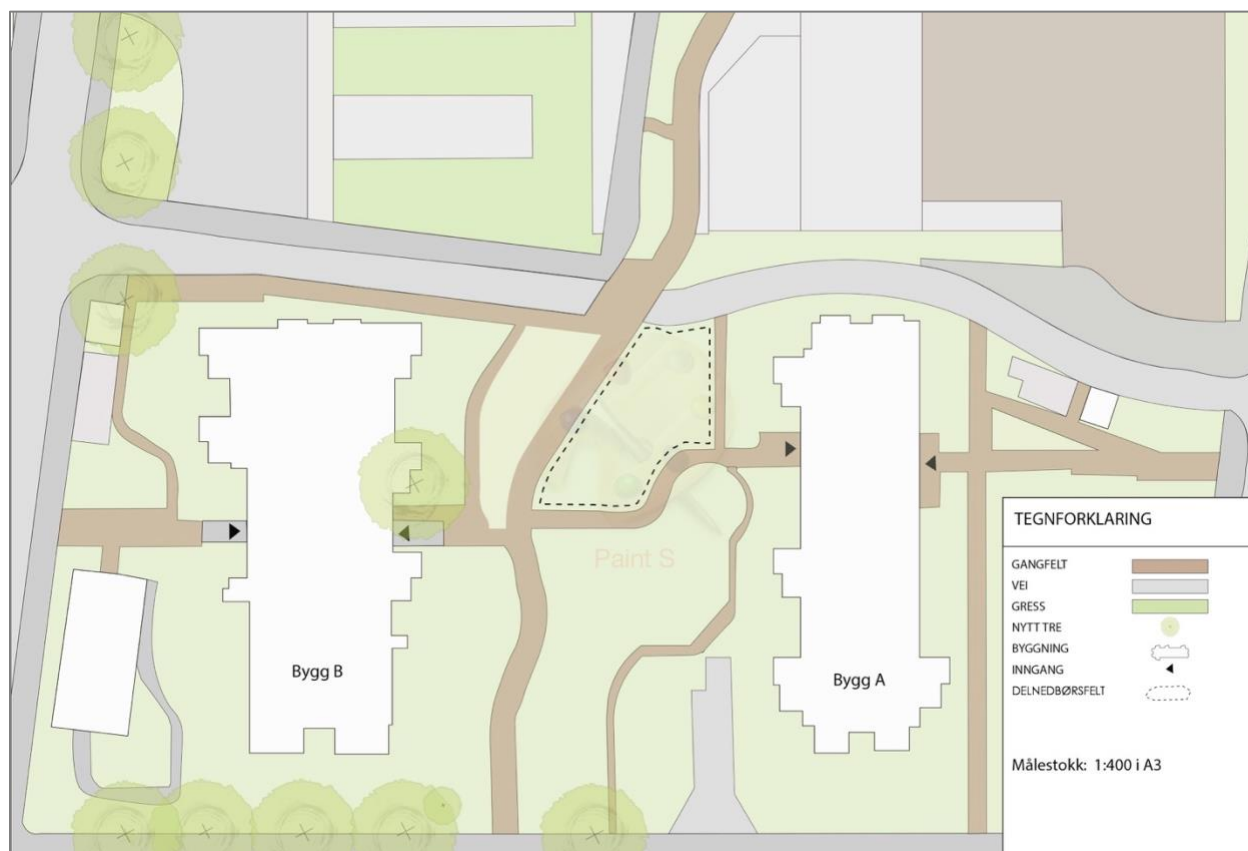 Paint S
Bygg B
Bygg A
TEGNFORKLARING
GANGFELT
VEI
GRESS
NYTT TRE
BYGGNING
INNGANG
DELNEDBØRSFELT
Målestokk: 1:400 i A3